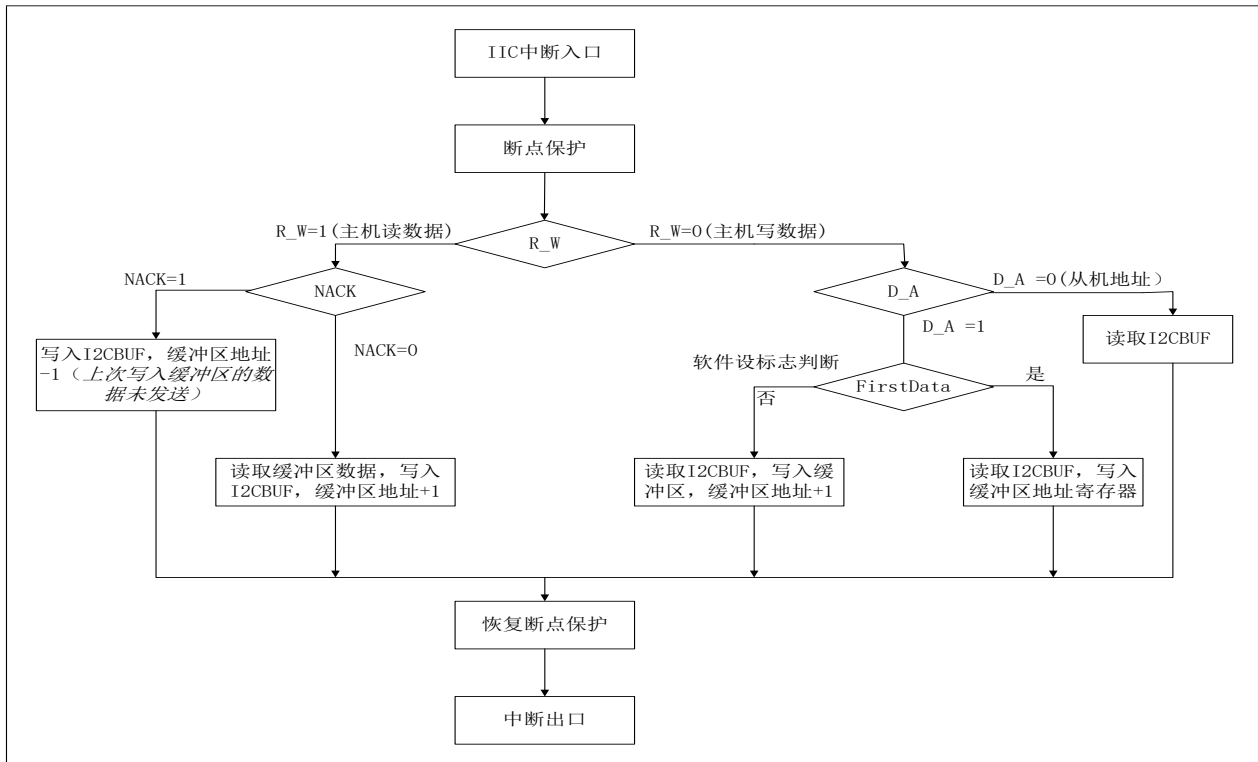 IIC中断入口
断点保护
R_W=1(主机读数据)
R_W
R_W=0(主机写数据)
NACK=1
NACK
D_A
D_A =0(从机地址)
NACK=0
D_A =1
写入I2CBUF，缓冲区地址
-1（上次写入缓冲区的数
据未发送）
读取I2CBUF
软件设标志判断
FirstData
否
是
读取缓冲区数据，写入
I2CBUF，缓冲区地址+1
读取I2CBUF，写入缓
冲区，缓冲区地址+1
读取I2CBUF，写入
缓冲区地址寄存器
恢复断点保护
中断出口